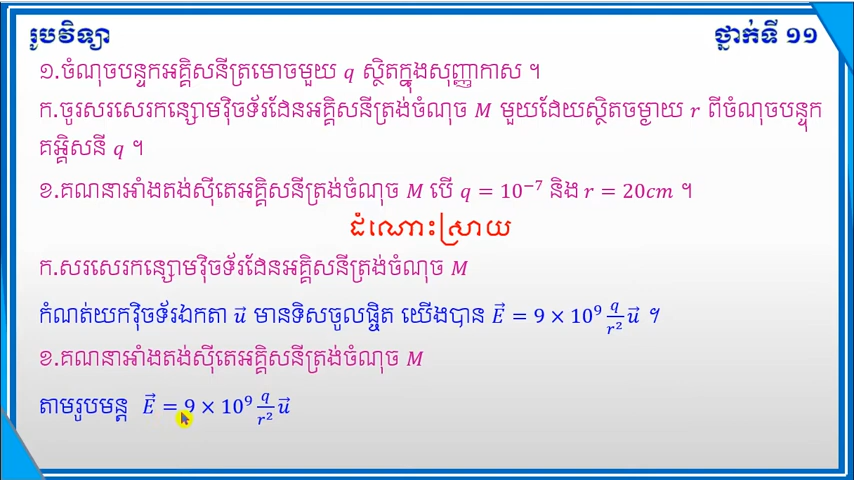 រូបវិទ្យា
ថ្នាក់ទី ១១
១.ចំណុចបន្ទុកអគ្គិសនីត្រមោចមួយ q ស្ថិតក្នុងសុញ្ញាកាស ។
ក.ចូរសរសេរកន្សោមវ៉ិចទ័រដែនអគ្គិសនីត្រង់ចំណុច M មួយដែយស្ថិតចម្ងាយ r ពីចំណុចបន្ទុក
គអ្គិសនី q ។
ខ.គណនាអាំងតង់ស៊ីតេអគ្គិសនីត្រង់ចំណុច M បើ q = 10⁻⁷ និង r = 20cm ។
ដំណោះស្រាយ
ក.សរសេរកន្សោមវ៉ិចទ័រដែនអគ្គិសនីត្រង់ចំណុច M
កំណត់យកវ៉ិចទ័រឯកតា u⃗ មានទិសចូលផ្ចិត យើងបាន E⃗ = 9 × 10⁹ q/r² u⃗ ។
ខ.គណនាអាំងតង់ស៊ីតេអគ្គិសនីត្រង់ចំណុច M
តាមរូបមន្ត E⃗ = 9 × 10⁹ q/r² u⃗